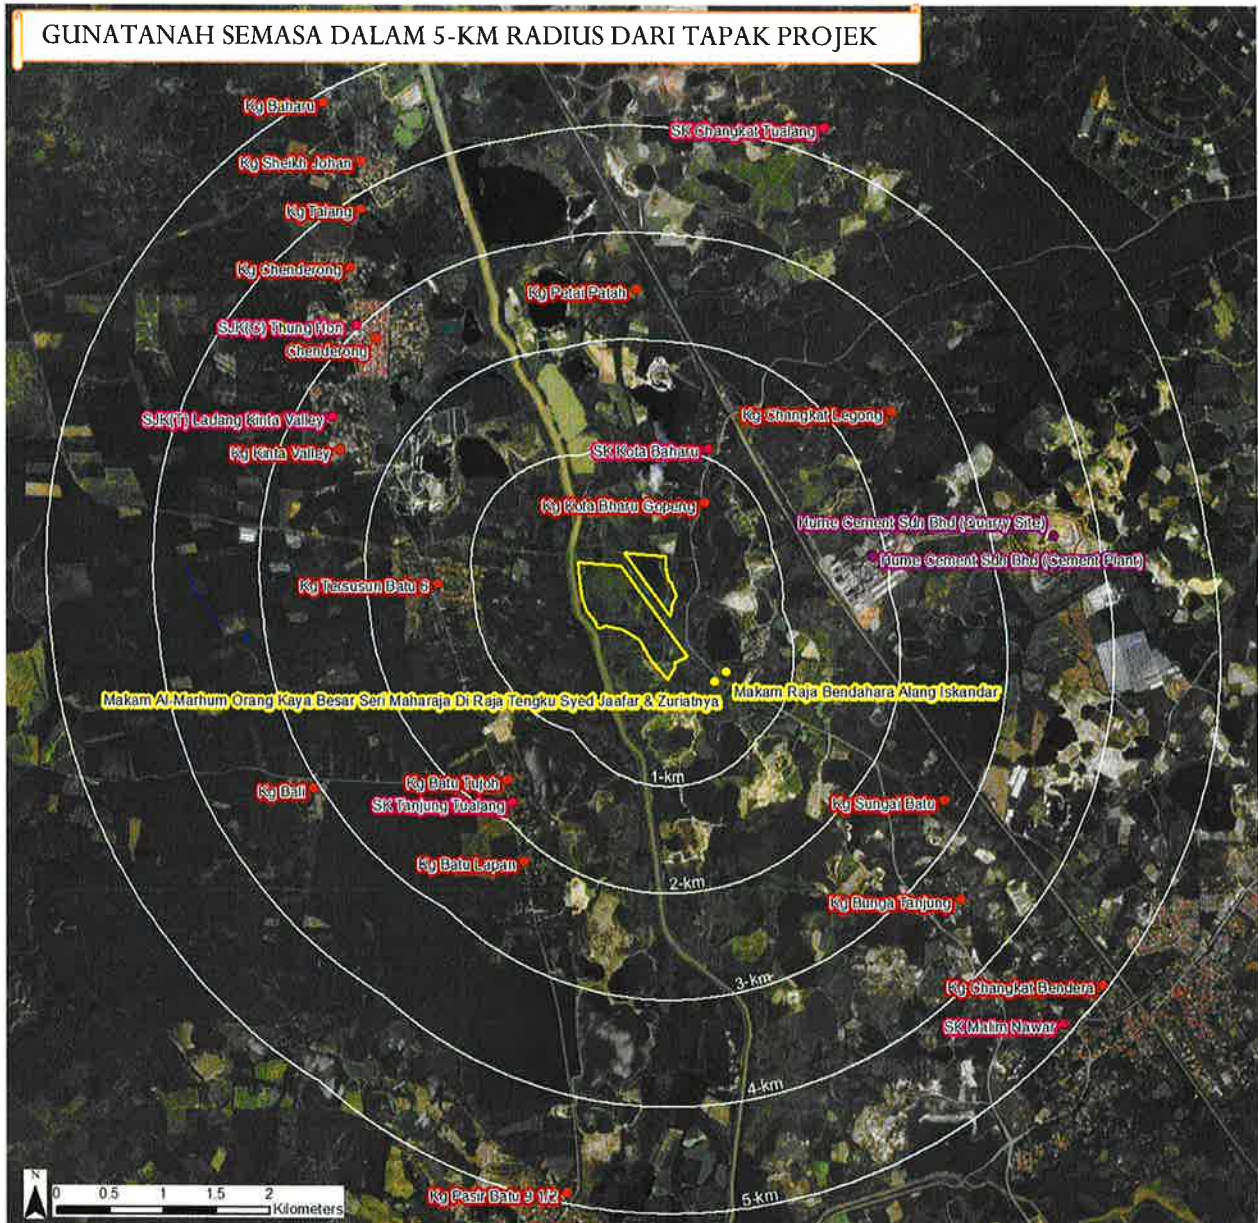 GUNATANAH SEMASA DALAM 5-KM RADIUS DARI TAPAK PROJEK
Kg Baharu
SK Changkat Tualang
Kg Sheikh Johan
Kg Talang
Kg Chenderong
Kg Petai Patah
SJK(C) Thung Hon
Chenderong
Kg Changkat Legong
SJK(T) Ladang Kinta Valley
Kg Kinta Valley
SK Kota Baharu
Kg Kota Bharu Gopeng
Hume Cement Sdn Bhd (Quarry Site)
Hume Cement Sdn Bhd (Cement Plant)
Kg Tersusun Batu 6
Makam Al-Marhum Orang Kaya Besar Seri Maharaja Di Raja Tengku Syed Jaafar & Zuriatnya
Makam Raja Bendahara Alang Iskandar
1-km
Kg Batu Tujoh
Kg Bali
SK Tanjung Tualang
Kg Sungai Batu
Kg Batu Lapan
2-km
Kg Bunga Tanjung
3-km
Kg Changkat Bendera
SK Malim Nawar
4-km
Kg Pasir Batu 9 1/2
5-km
N
0 0.5 1 1.5 2
Kilometers